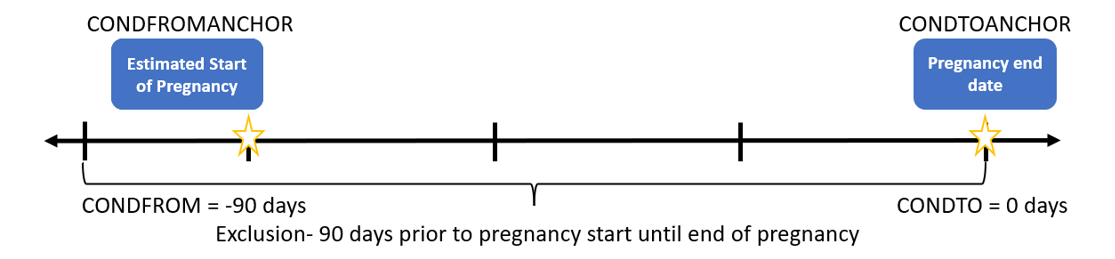 CONDFROMANCHOR
CONDTOANCHOR
Estimated Start
of Pregnancy
Pregnancy end
date
CONDFROM = -90 days
CONDTO = 0 days
Exclusion- 90 days prior to pregnancy start until end of pregnancy